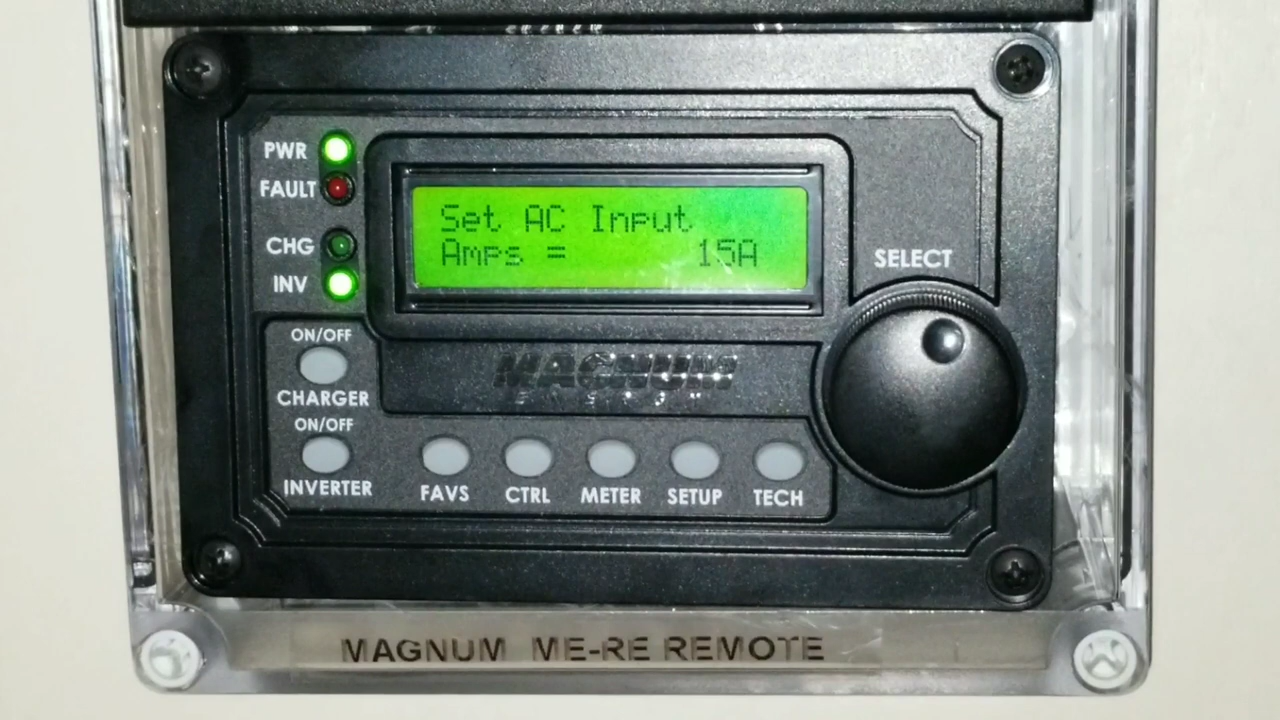 PWR
FAULT
CHG
INV
Set AC Input
Amps = 15A
SELECT
ON/OFF
CHARGER
ON/OFF
INVERTER
MAGNUM
FAVS
CTRL
METER
SETUP
TECH
MAGNUM ME-RE REMOTE